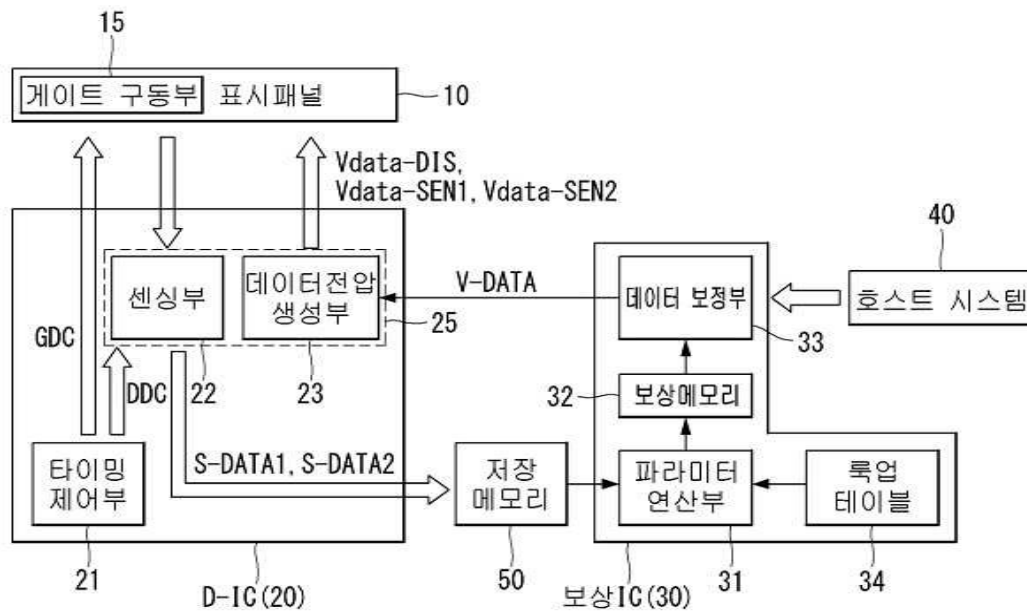 15
게이트 구동부
표시패널
10
Vdata-DIS,
Vdata-SEN1, Vdata-SEN2
40
센싱부
데이터전압
생성부
V-DATA
데이터 보정부
호스트 시스템
GDC
25
33
DDC
22
23
32
보상메모리
타이밍
제어부
S-DATA1, S-DATA2
저장
메모리
파라미터
연산부
룩업
테이블
21
D-IC(20)
50
보상IC(30)
31
34